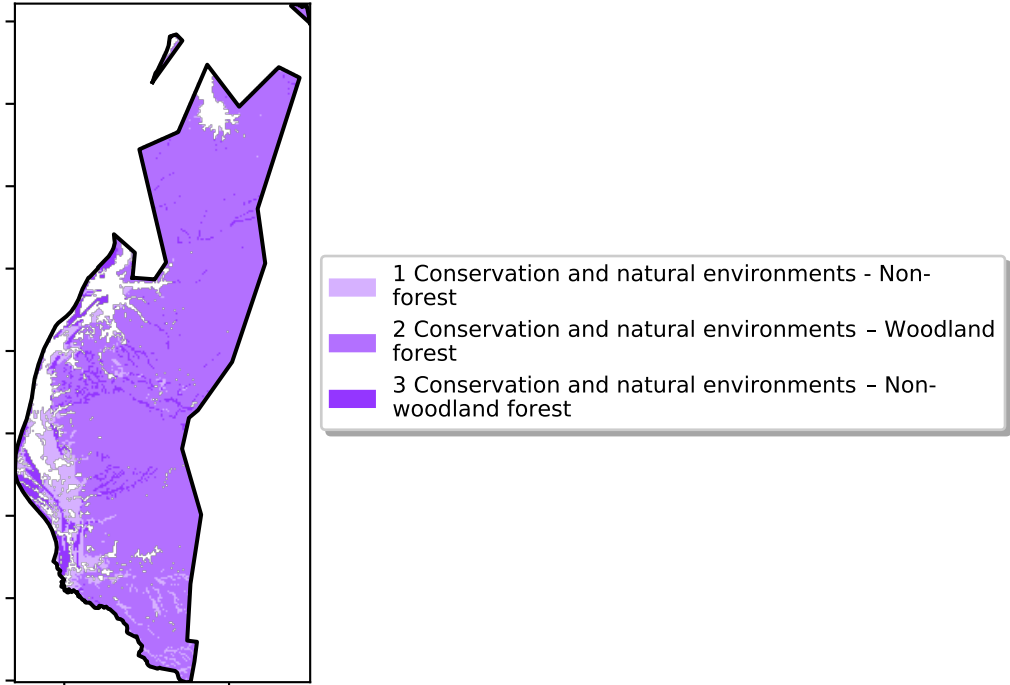 1 Conservation and natural environments - Non-
forest
2 Conservation and natural environments – Woodland
forest
3 Conservation and natural environments – Non-
woodland forest